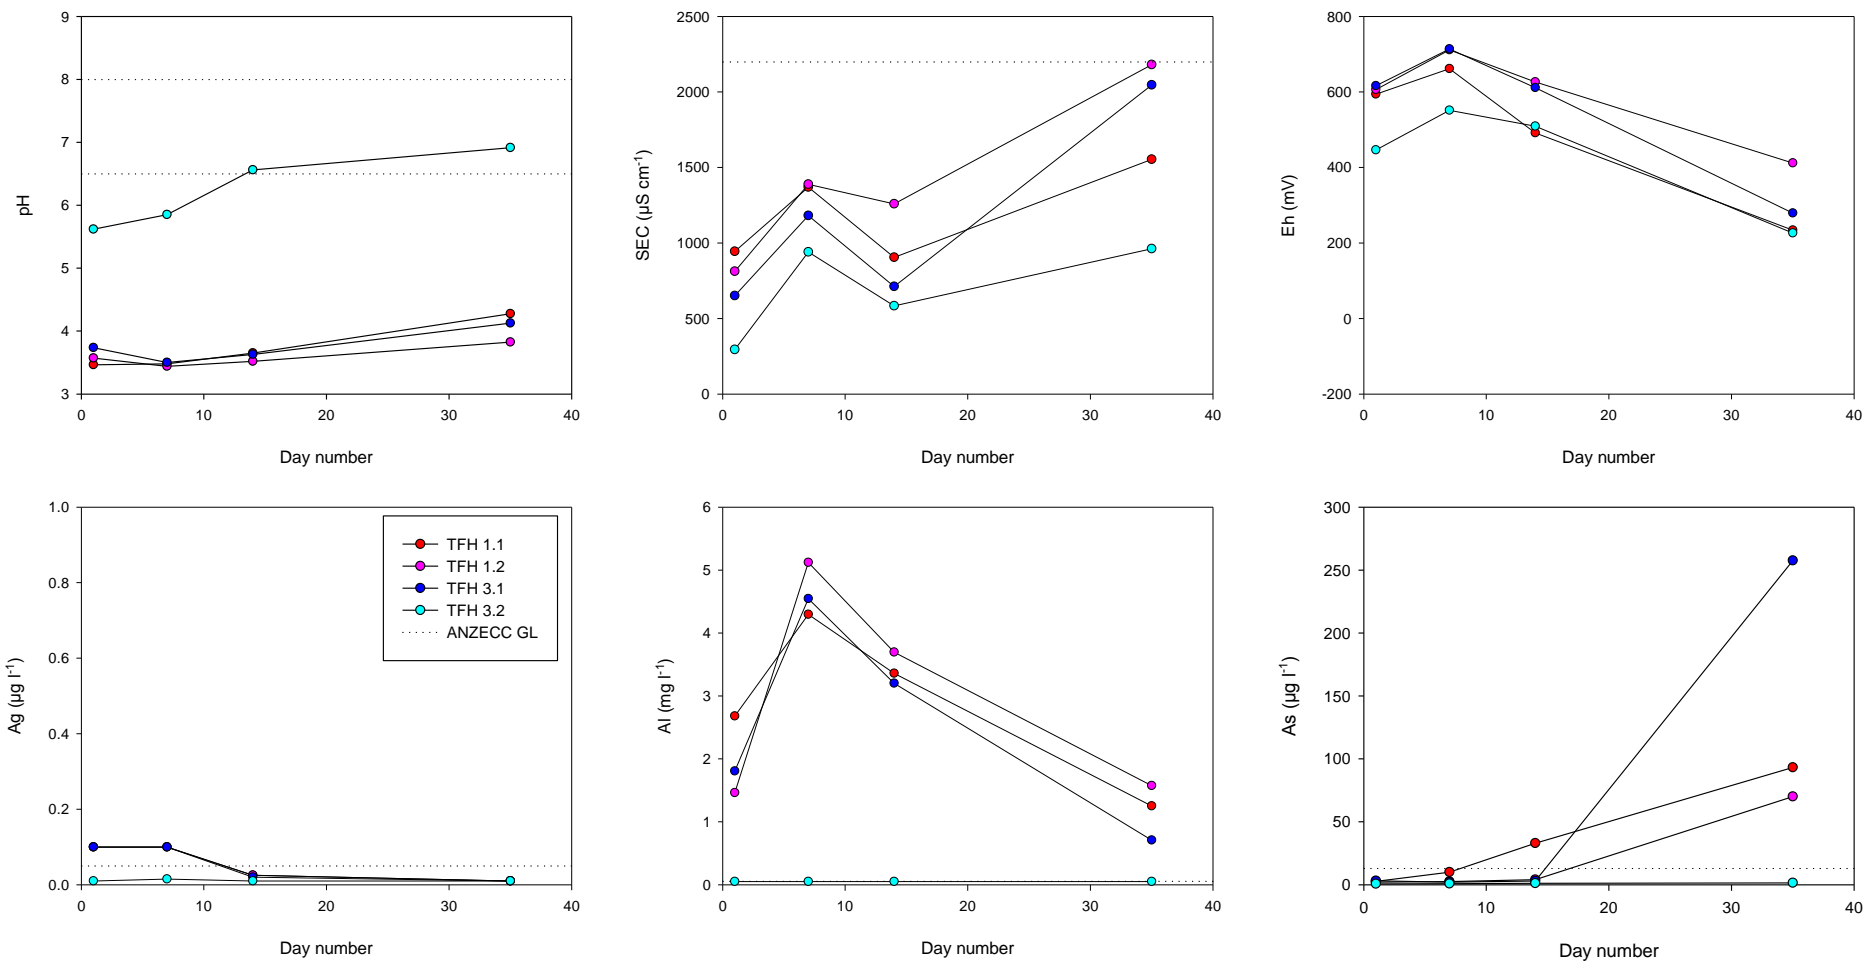 9
8
7
6
5
4
3
pH
0 10 20 30 40
Day number
2500
2000
1500
1000
500
0
SEC (µS cm-1)
0 10 20 30 40
Day number
800
600
400
200
0
-200
Eh (mV)
0 10 20 30 40
Day number
1.0
0.8
0.6
0.4
0.2
0.0
Ag (µg l-1)
TFH 1.1
TFH 1.2
TFH 3.1
TFH 3.2
ANZECC GL
0 10 20 30 40
Day number
6
5
4
3
2
1
0
Al (mg l-1)
0 10 20 30 40
Day number
300
250
200
150
100
50
0
As (µg l-1)
0 10 20 30 40
Day number